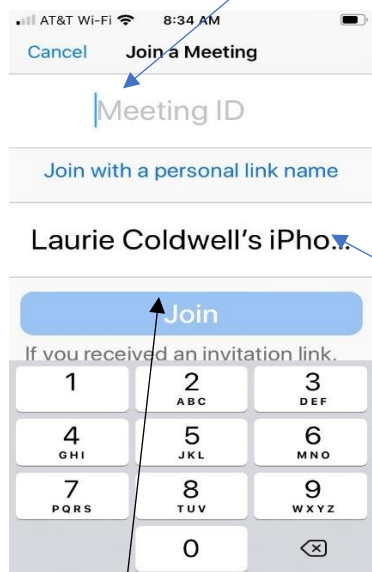 AT&T Wi-Fi 8:34 AM
Cancel Join a Meeting
Meeting ID
Join with a personal link name
Laurie Coldwell's iPho...
Join
If you received an invitation link,
1 2 3
ABC DEF
4 5 6
GHI JKL MNO
7 8 9
PQRS TUV WXYZ
0